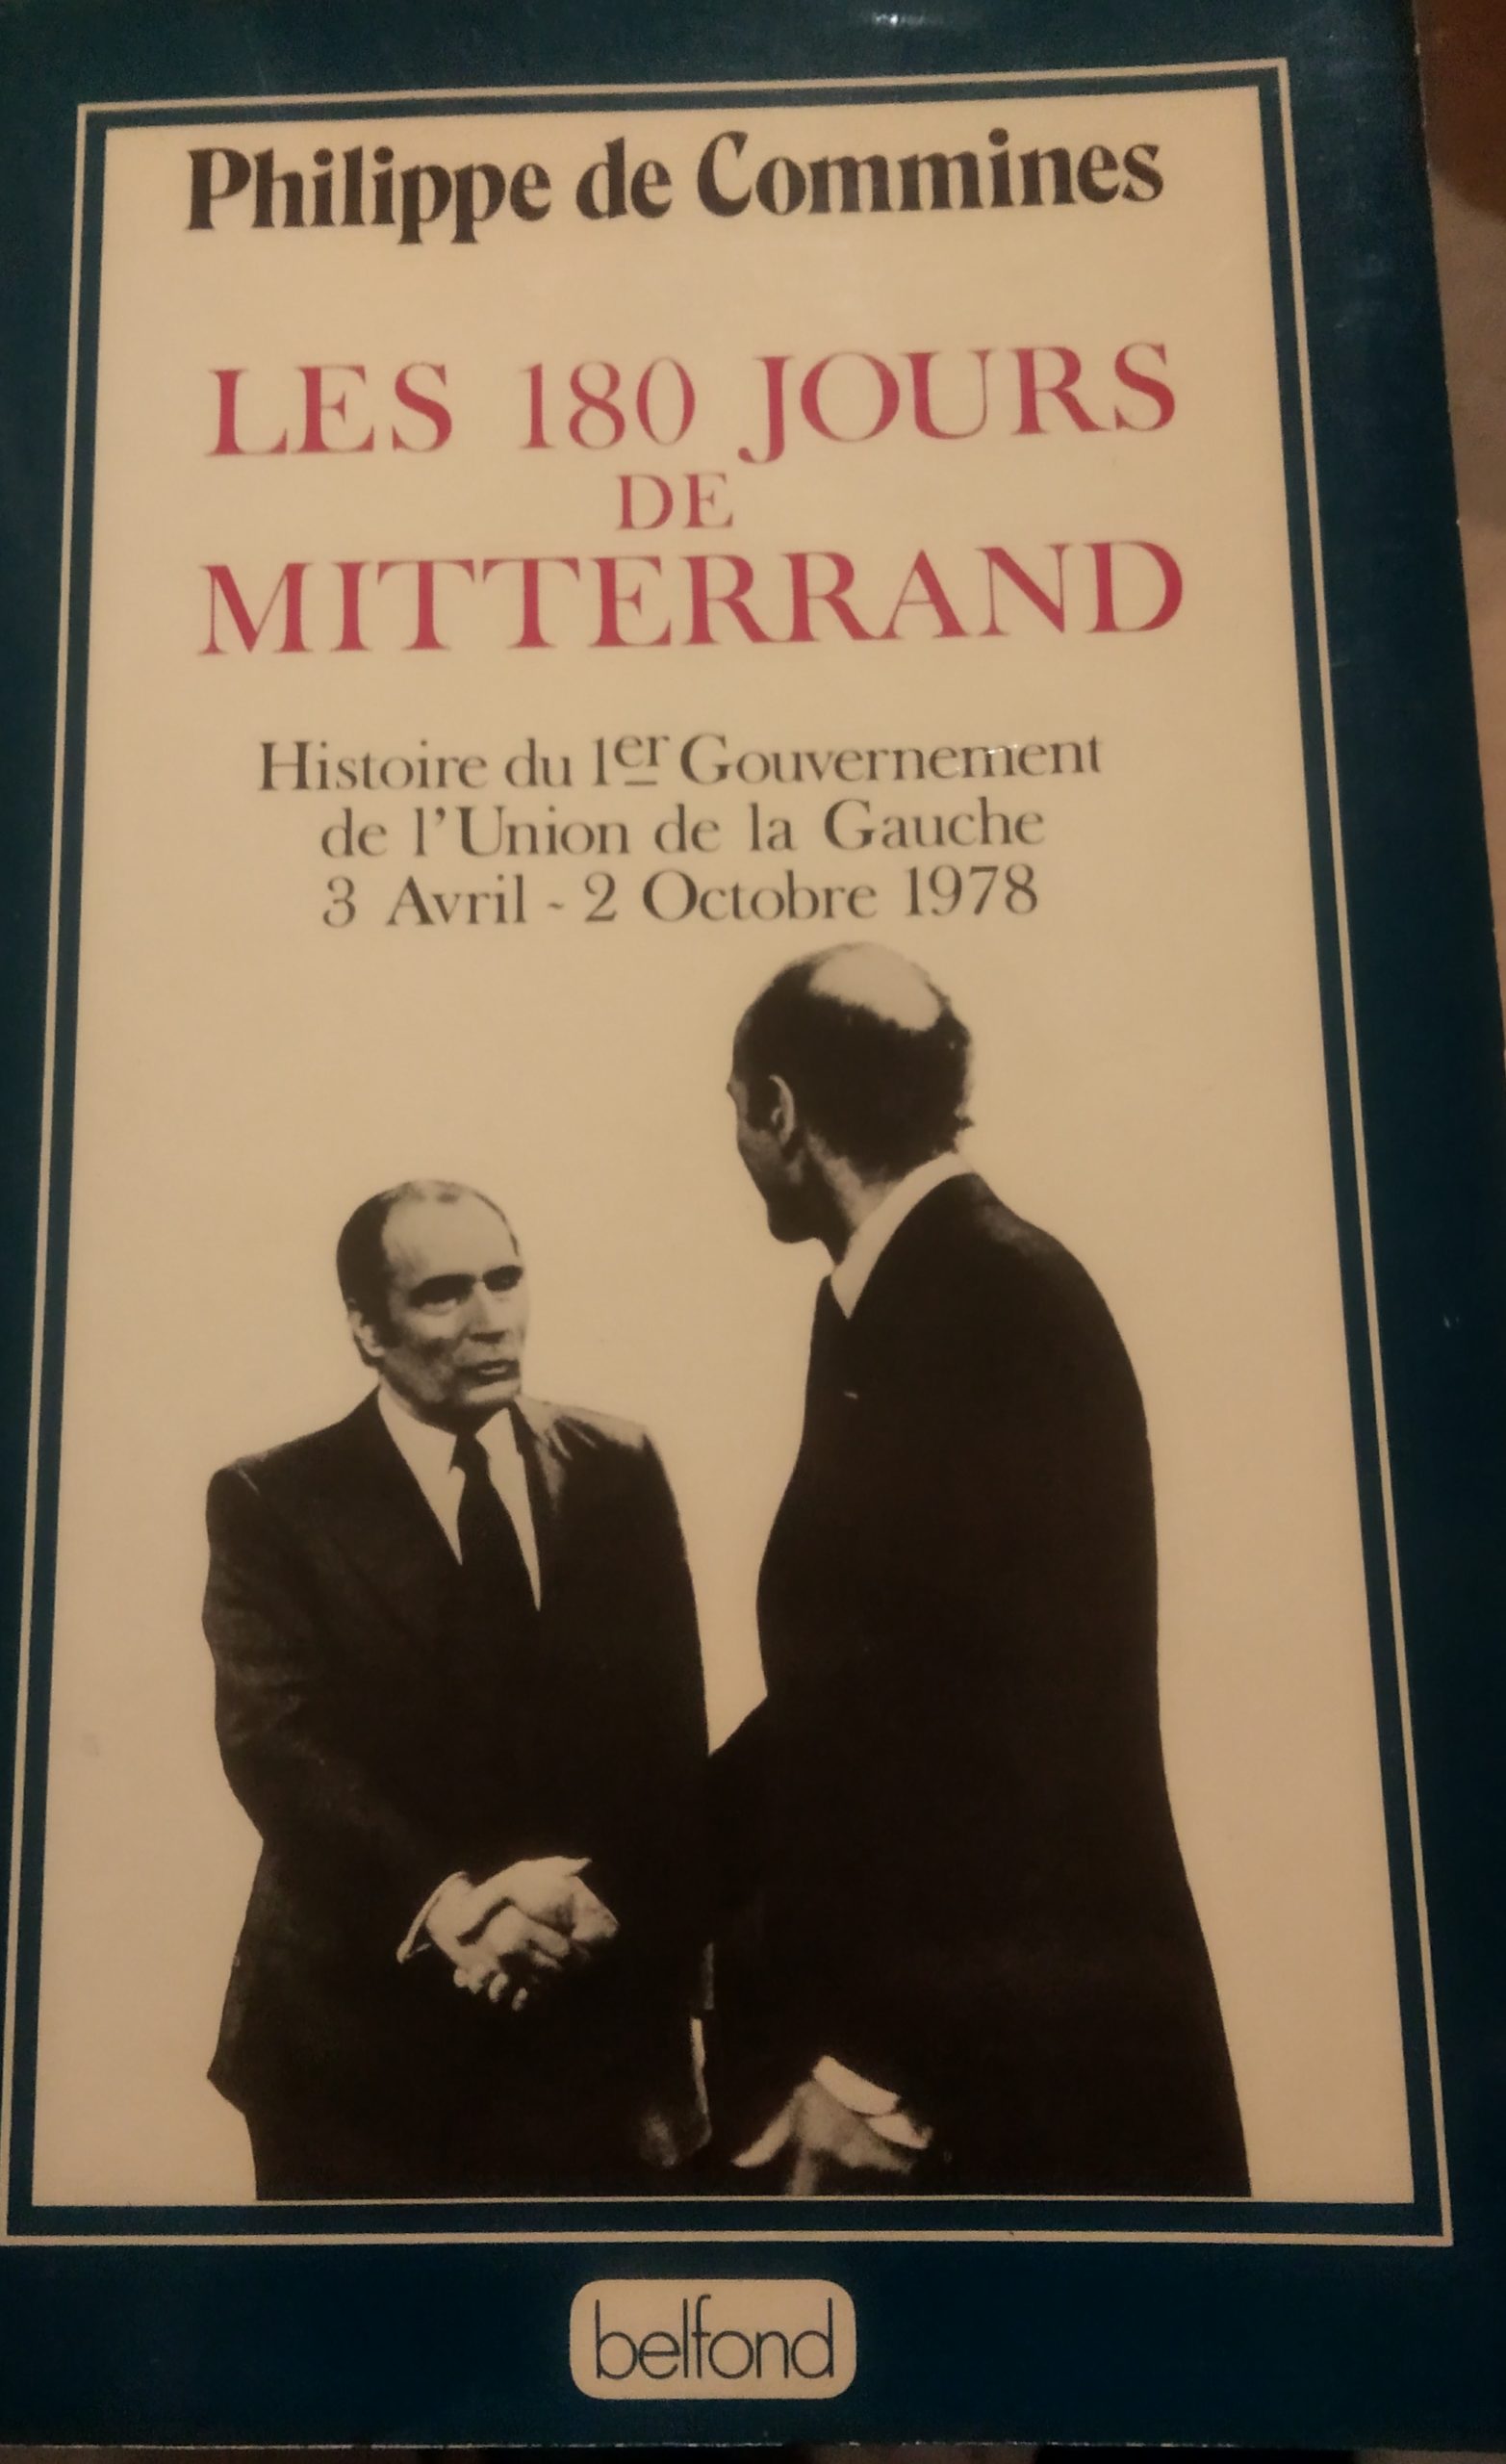 Philippe de Commines
LES 180 JOURS
DE
MITTERRAND
Histoire du 1er Gouvernement
de l'Union de la Gauche
3 Avril - 2 Octobre 1978
belfond